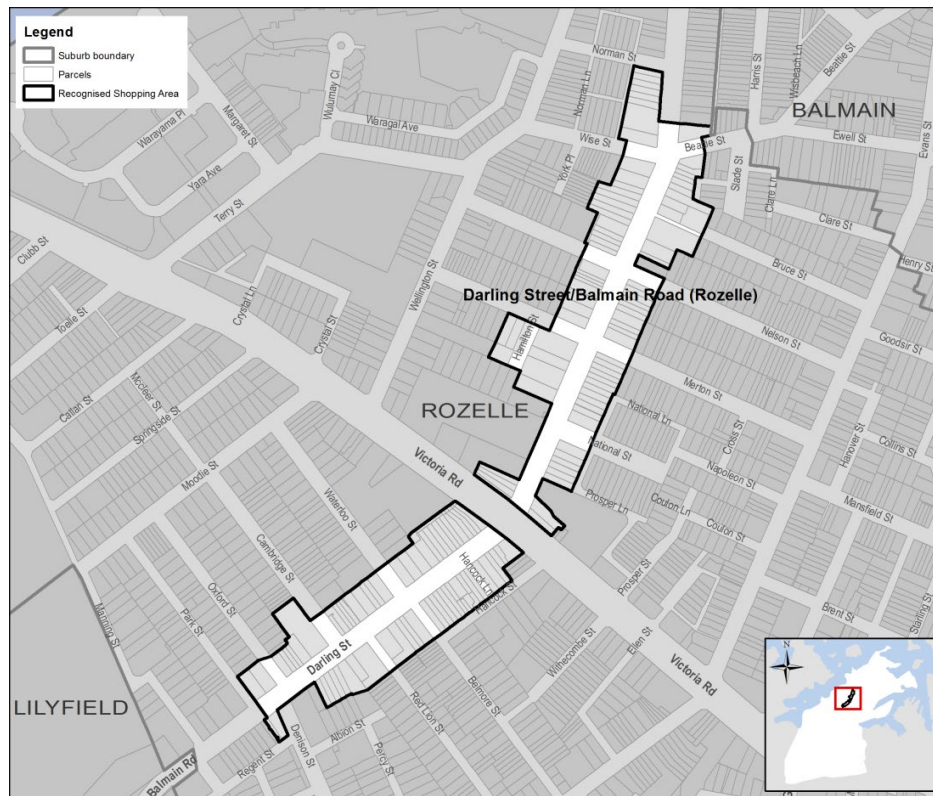 Legend
Suburb boundary
Parcels
Recognised Shopping Area
Norman St
Norman Ln
Harris St
Wisbeach Ln
Beattie St
BALMAIN
Wulumay Cl
Waragal Ave
Margaret St
Warayama Pl
Yara Ave
Terry St
Wise St
York Pl
Beattie St
Ewell St
Evans St
Slade St
Clare Ln
Clare St
Henry St
Bruce St
Clubb St
Crystal Ln
Crystal St
Wellington St
Toelle St
Darling Street/Balmain Road (Rozelle)
Hamilton St
Nelson St
Goodsir St
Mccleer St
Callan St
Springside St
ROZELLE
Merton St
National Ln
National St
Cross St
Hanover St
Collins St
Moodie St
Victoria Rd
Napoleon St
Mansfield St
Waterloo St
Prosper Ln
Coulon Ln
Coulon St
Cambridge St
Hancock Ln
Hancock St
Prosper St
Brent St
Starling St
Manning St
Oxford St
Park St
Darling St
Withecombe St
Ellen St
Victoria Rd
LILYFIELD
Belmore St
Red Lion St
Albion St
Denison St
Percy St
Regent St
Balmain Rd
N